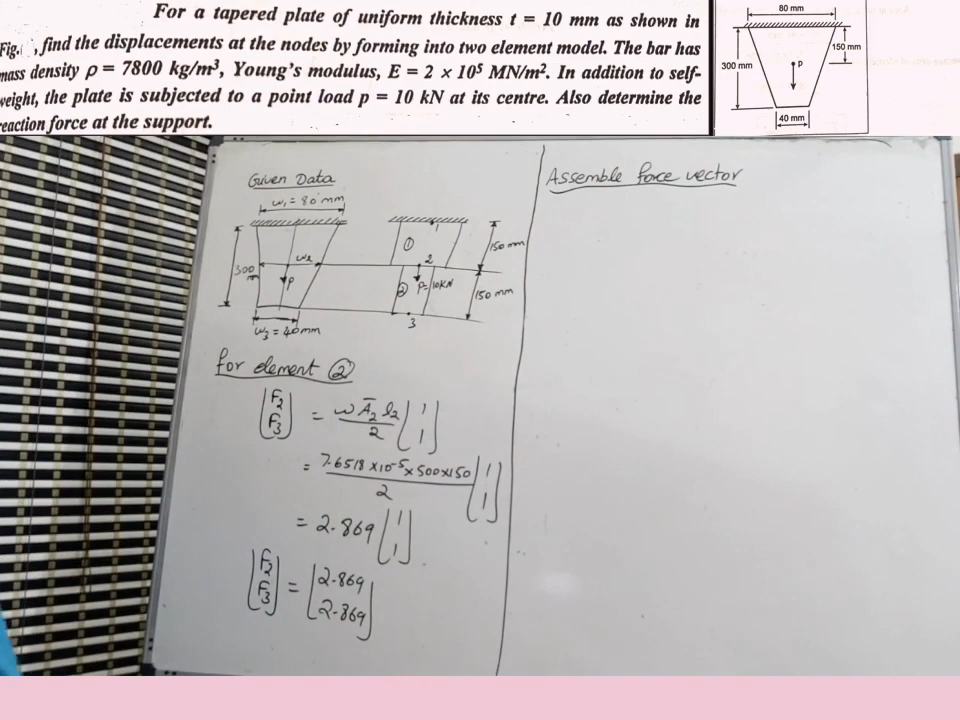 For a tapered plate of uniform thickness t = 10 mm as shown in
Fig. , find the displacements at the nodes by forming into two element model. The bar has
mass density ρ = 7800 kg/m³, Young's modulus, E = 2 × 10⁵ MN/m². In addition to self-
weight, the plate is subjected to a point load p = 10 kN at its centre. Also determine the
reaction force at the support.
80 mm
150 mm
300 mm
P
40 mm
Given Data
w₁ = 80 mm
300 mm
w₂
P
w₃ = 40 mm
1
①
150 mm
2
② P=10KN
150 mm
3
for element ②
{F₂ F₃} = w Ā₂ l₂ / 2 {1 1}
= 7.6518 × 10⁻⁵ × 500 × 150 / 2 {1 1}
= 2.869 {1 1}
{F₂ F₃} = {2.869 2.869}
Assemble force vector